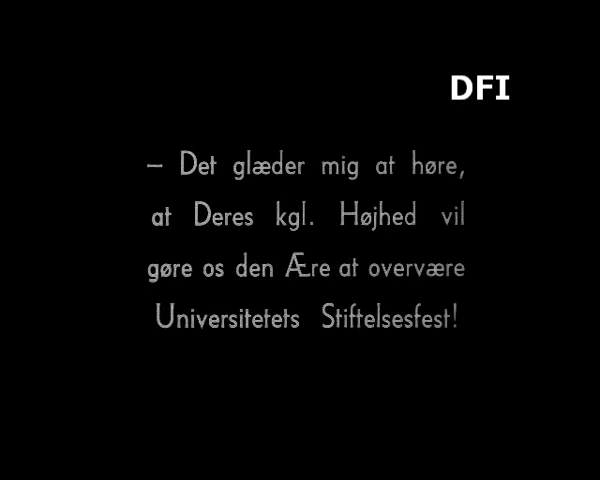 DFI
– Det glæder mig at høre,
at Deres kgl. Højhed vil
gøre os den Ære at overvære
Universitetets Stiftelsesfest!